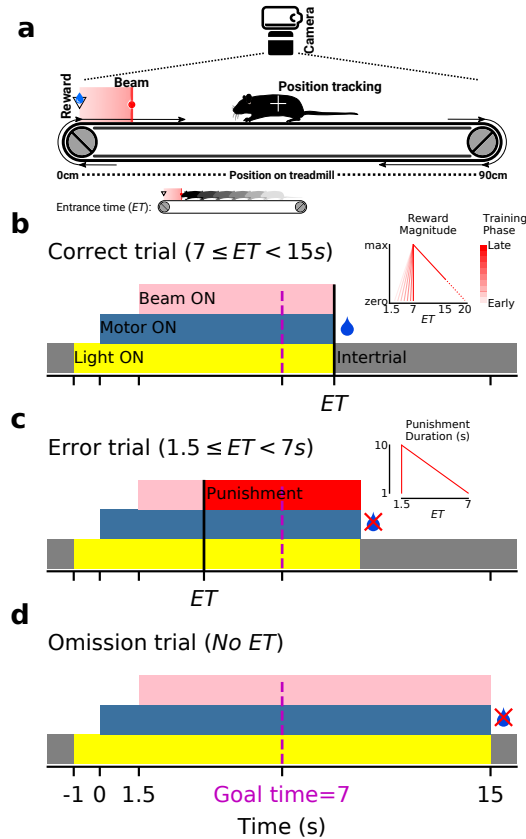 a
Camera
Reward
Beam
Position tracking
0cm
Position on treadmill
90cm
Entrance time (ET):
b
Correct trial (7 ≤ ET < 15s)
Reward
Magnitude
Training
Phase
max
zero
1.5 7 15 20
ET
Late
Early
Beam ON
Motor ON
Light ON
Intertrial
ET
c
Error trial (1.5 ≤ ET < 7s)
Punishment
Duration (s)
10
1
1.5 7
ET
Punishment
ET
d
Omission trial (No ET)
-1 0 1.5 Goal time=7 15
Time (s)